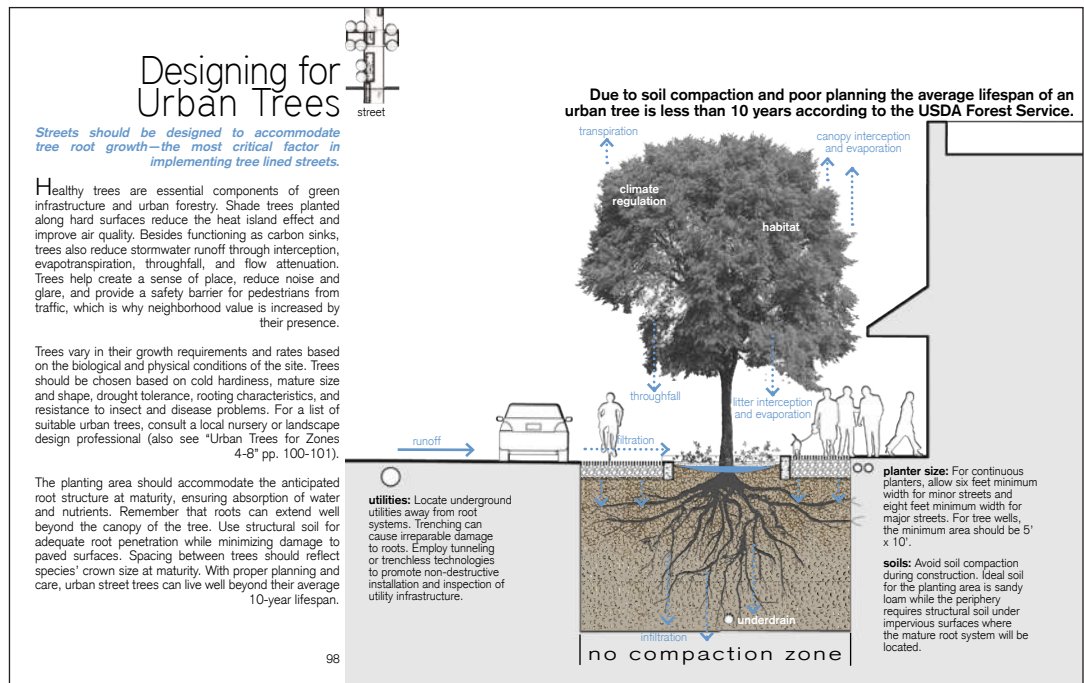 Designing for
Urban Trees
street
Streets should be designed to accommodate
tree root growth—the most critical factor in
implementing tree lined streets.
Healthy trees are essential components of green
infrastructure and urban forestry. Shade trees planted
along hard surfaces reduce the heat island effect and
improve air quality. Besides functioning as carbon sinks,
trees also reduce stormwater runoff through interception,
evapotranspiration, throughfall, and flow attenuation.
Trees help create a sense of place, reduce noise and
glare, and provide a safety barrier for pedestrians from
traffic, which is why neighborhood value is increased by
their presence.
Trees vary in their growth requirements and rates based
on the biological and physical conditions of the site. Trees
should be chosen based on cold hardiness, mature size
and shape, drought tolerance, rooting characteristics, and
resistance to insect and disease problems. For a list of
suitable urban trees, consult a local nursery or landscape
design professional (also see “Urban Trees for Zones
4-8” pp. 100-101).
The planting area should accommodate the anticipated
root structure at maturity, ensuring absorption of water
and nutrients. Remember that roots can extend well
beyond the canopy of the tree. Use structural soil for
adequate root penetration while minimizing damage to
paved surfaces. Spacing between trees should reflect
species’ crown size at maturity. With proper planning and
care, urban street trees can live well beyond their average
10-year lifespan.
98
Due to soil compaction and poor planning the average lifespan of an
urban tree is less than 10 years according to the USDA Forest Service.
transpiration
canopy interception
and evaporation
climate
regulation
habitat
throughfall
litter interception
and evaporation
runoff
filtration
utilities: Locate underground
utilities away from root
systems. Trenching can
cause irreparable damage
to roots. Employ tunneling
or trenchless technologies
to promote non-destructive
installation and inspection of
utility infrastructure.
planter size: For continuous
planters, allow six feet minimum
width for minor streets and
eight feet minimum width for
major streets. For tree wells,
the minimum area should be 5’
x 10’.
soils: Avoid soil compaction
during construction. Ideal soil
for the planting area is sandy
loam while the periphery
requires structural soil under
impervious surfaces where
the mature root system will be
located.
underdrain
infiltration
no compaction zone